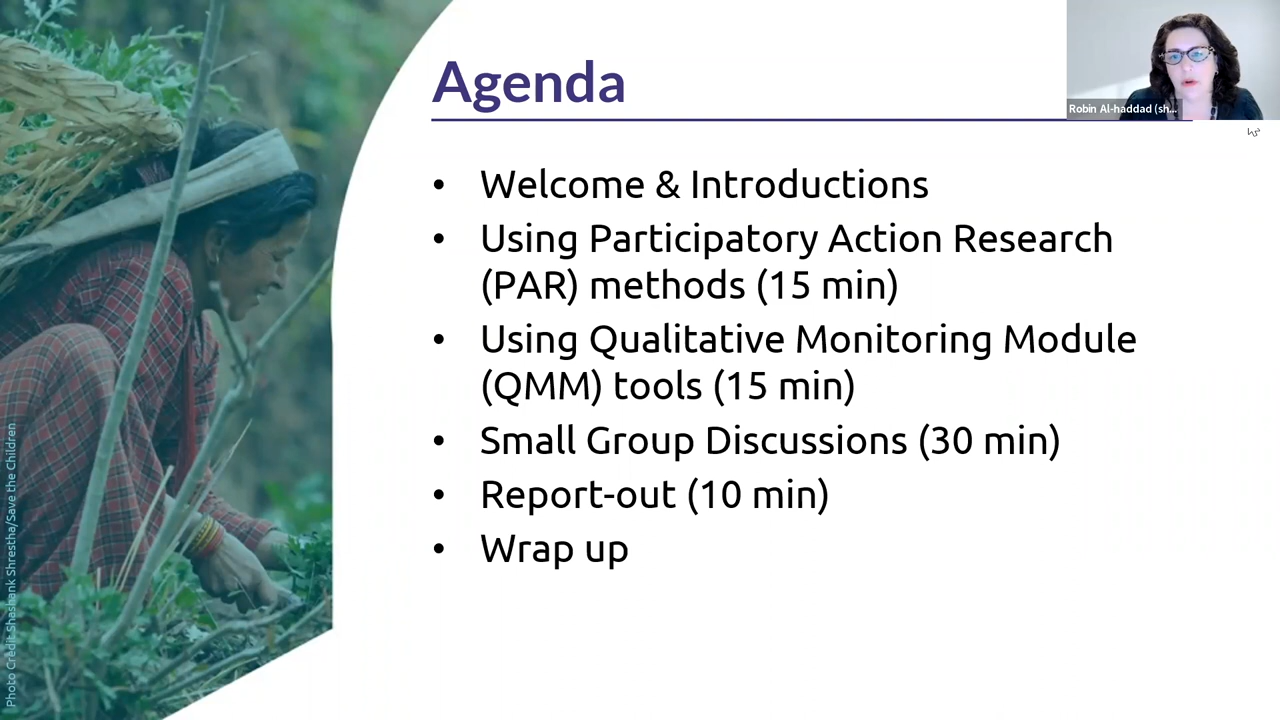 Agenda
Robin Al-haddad (sh...
• Welcome & Introductions
• Using Participatory Action Research
(PAR) methods (15 min)
• Using Qualitative Monitoring Module
(QMM) tools (15 min)
• Small Group Discussions (30 min)
• Report-out (10 min)
• Wrap up
Photo Credit Shashank Shrestha/Save the Children